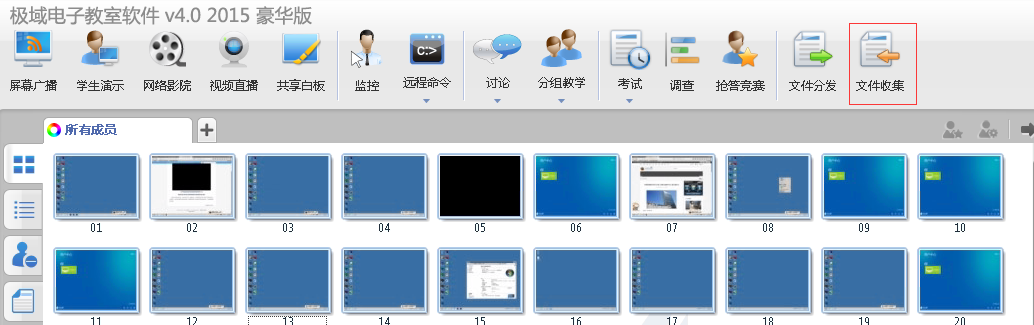 极域电子教室软件 v4.0 2015 豪华版
屏幕广播 学生演示 网络影院 视频直播 共享白板 监控 远程命令 讨论 分组教学 考试 调查 抢答竞赛 文件分发 文件收集
C:>
所有成员
01 02 03 04 05 06 07 08 09 10
11 12 13 14 15 16 17 18 19 20